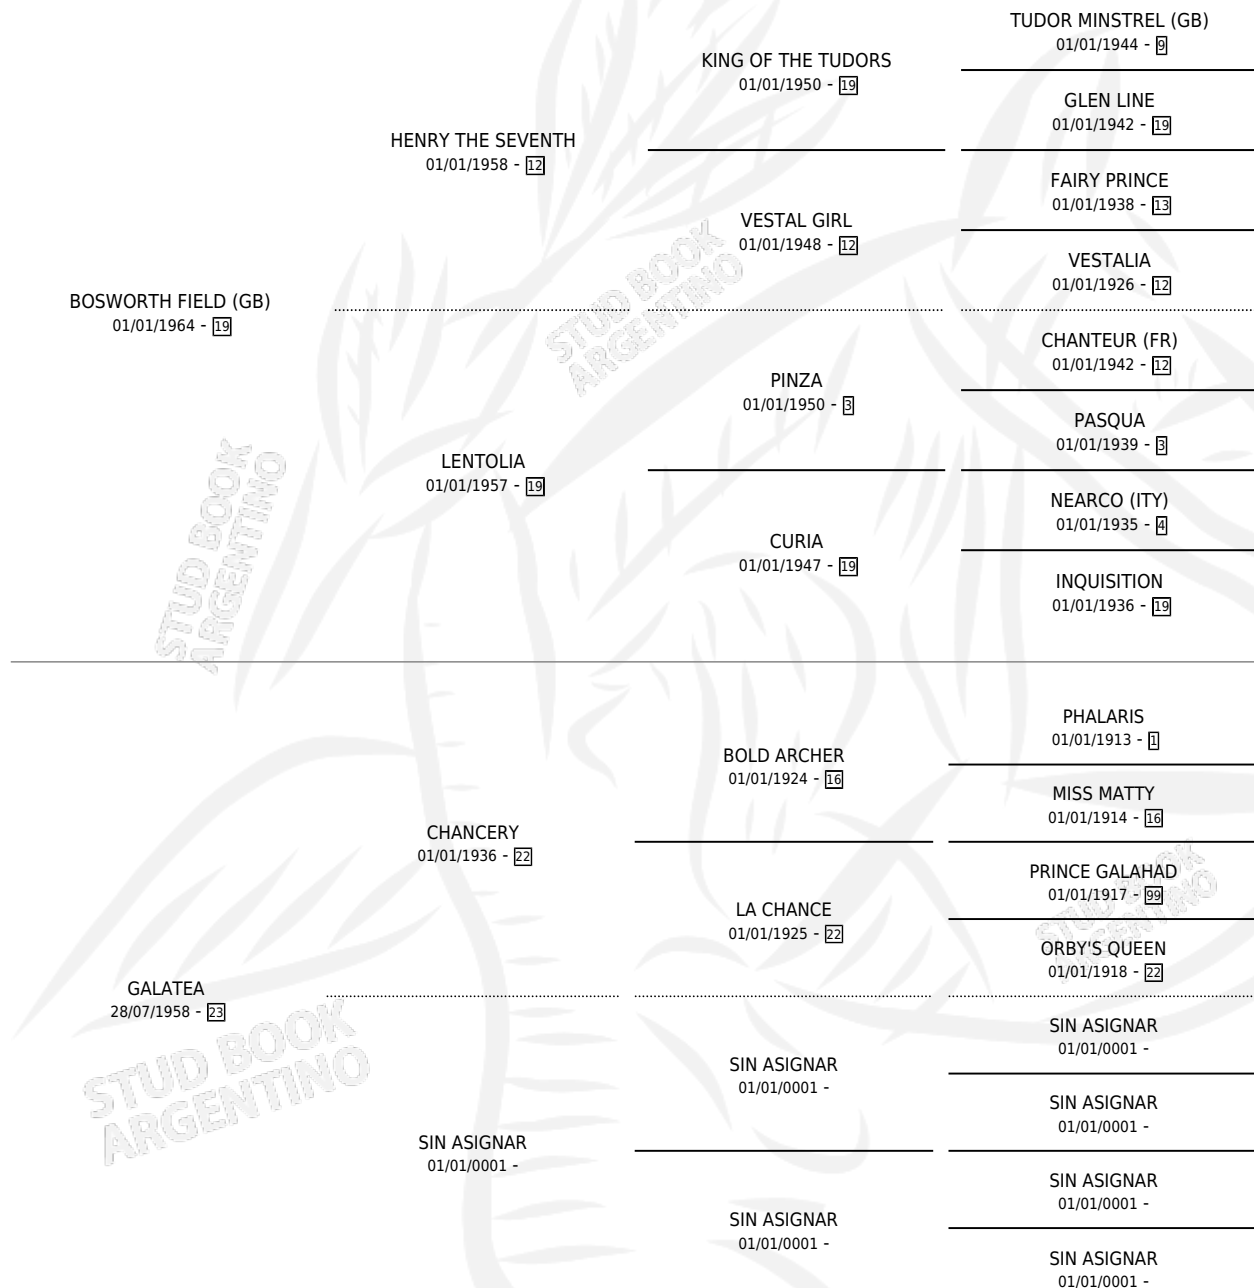 TUDOR MINSTREL (GB)
01/01/1944 - 9
KING OF THE TUDORS
01/01/1950 - 19
GLEN LINE
01/01/1942 - 19
HENRY THE SEVENTH
01/01/1958 - 12
FAIRY PRINCE
01/01/1938 - 13
VESTAL GIRL
01/01/1948 - 12
VESTALIA
01/01/1926 - 12
BOSWORTH FIELD (GB)
01/01/1964 - 19
CHANTEUR (FR)
01/01/1942 - 12
PINZA
01/01/1950 - 3
PASQUA
01/01/1939 - 3
LENTOLIA
01/01/1957 - 19
NEARCO (ITY)
01/01/1935 - 4
CURIA
01/01/1947 - 19
INQUISITION
01/01/1936 - 19
PHALARIS
01/01/1913 - 1
BOLD ARCHER
01/01/1924 - 16
MISS MATTY
01/01/1914 - 16
CHANCERY
01/01/1936 - 22
PRINCE GALAHAD
01/01/1917 - 99
LA CHANCE
01/01/1925 - 22
ORBY'S QUEEN
01/01/1918 - 22
GALATEA
28/07/1958 - 23
SIN ASIGNAR
01/01/0001 -
SIN ASIGNAR
01/01/0001 -
SIN ASIGNAR
01/01/0001 -
SIN ASIGNAR
01/01/0001 -
SIN ASIGNAR
01/01/0001 -
SIN ASIGNAR
01/01/0001 -
SIN ASIGNAR
01/01/0001 -
STUD BOOK
ARGENTINO
STUD BOOK
ARGENTINO
STUD BOOK
ARGENTINO
STUD BOOK
ARGENTINO